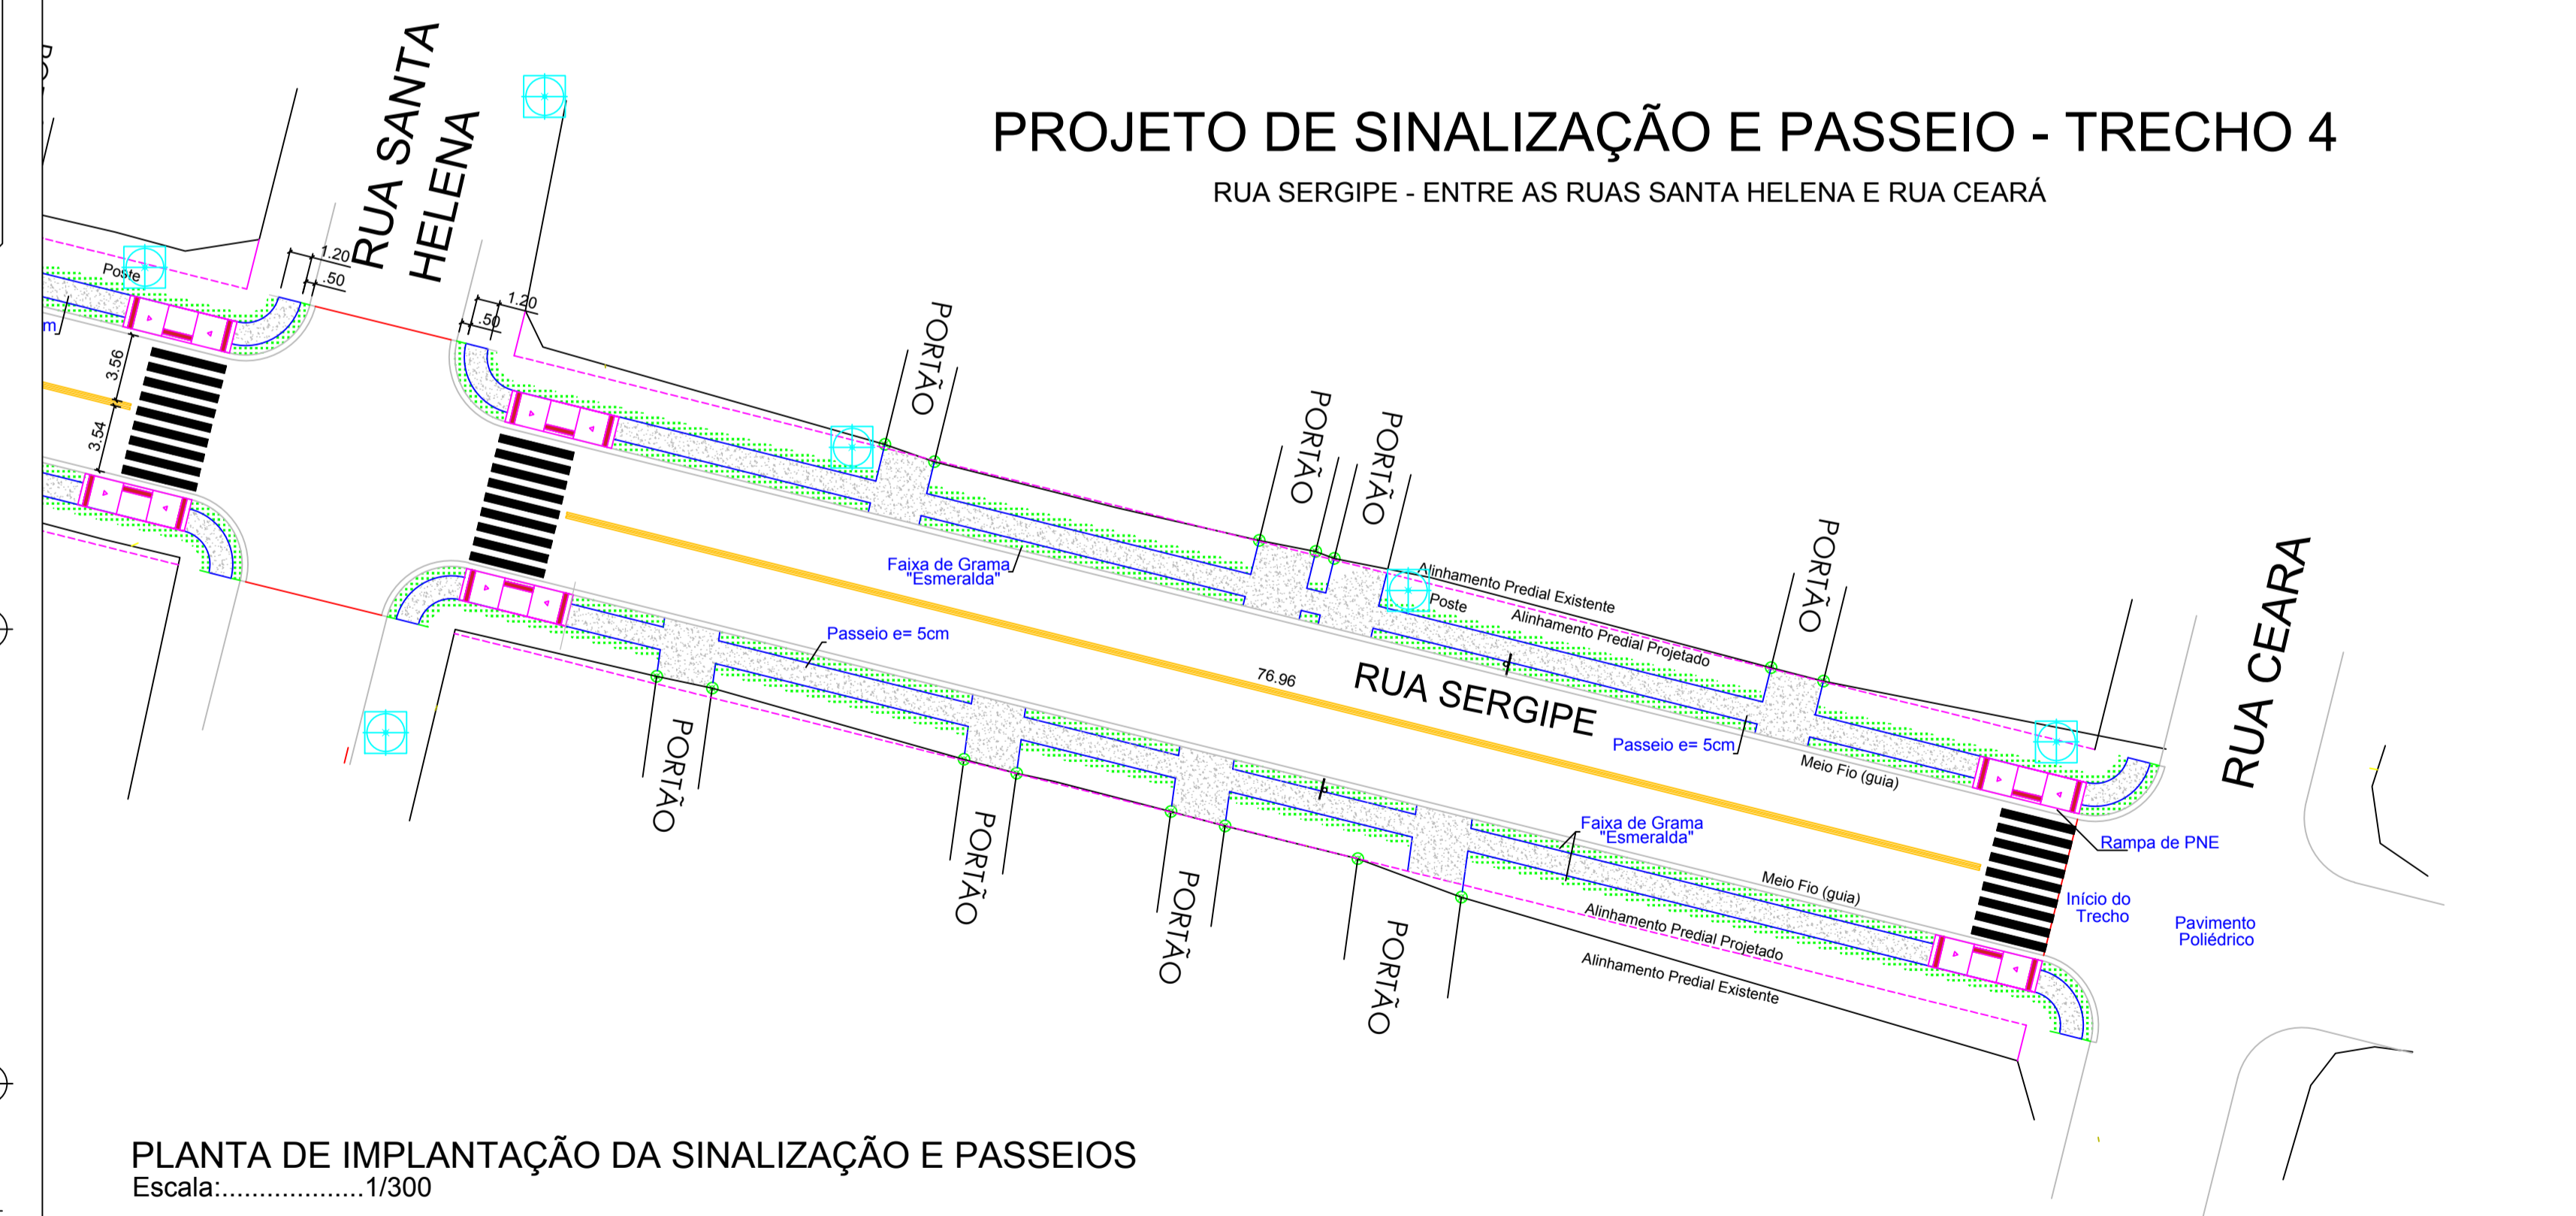 PROJETO DE SINALIZAÇÃO E PASSEIO - TRECHO 4
RUA SERGIPE - ENTRE AS RUAS SANTA HELENA E RUA CEARÁ
RUA SANTA
HELENA
1.20
.50
1.20
.50
Poste
3.56
3.54
m
PORTÃO
PORTÃO
PORTÃO
PORTÃO
Faixa de Grama
"Esmeralda"
Alinhamento Predial Existente
Poste
Alinhamento Predial Projetado
Passeio e= 5cm
76.96
RUA SERGIPE
Passeio e= 5cm
Meio Fio (guia)
RUA CEARA
PORTÃO
PORTÃO
PORTÃO
PORTÃO
Faixa de Grama
"Esmeralda"
Meio Fio (guia)
Alinhamento Predial Projetado
Alinhamento Predial Existente
Rampa de PNE
Início do
Trecho
Pavimento
Poliédrico
PLANTA DE IMPLANTAÇÃO DA SINALIZAÇÃO E PASSEIOS
Escala:...................1/300